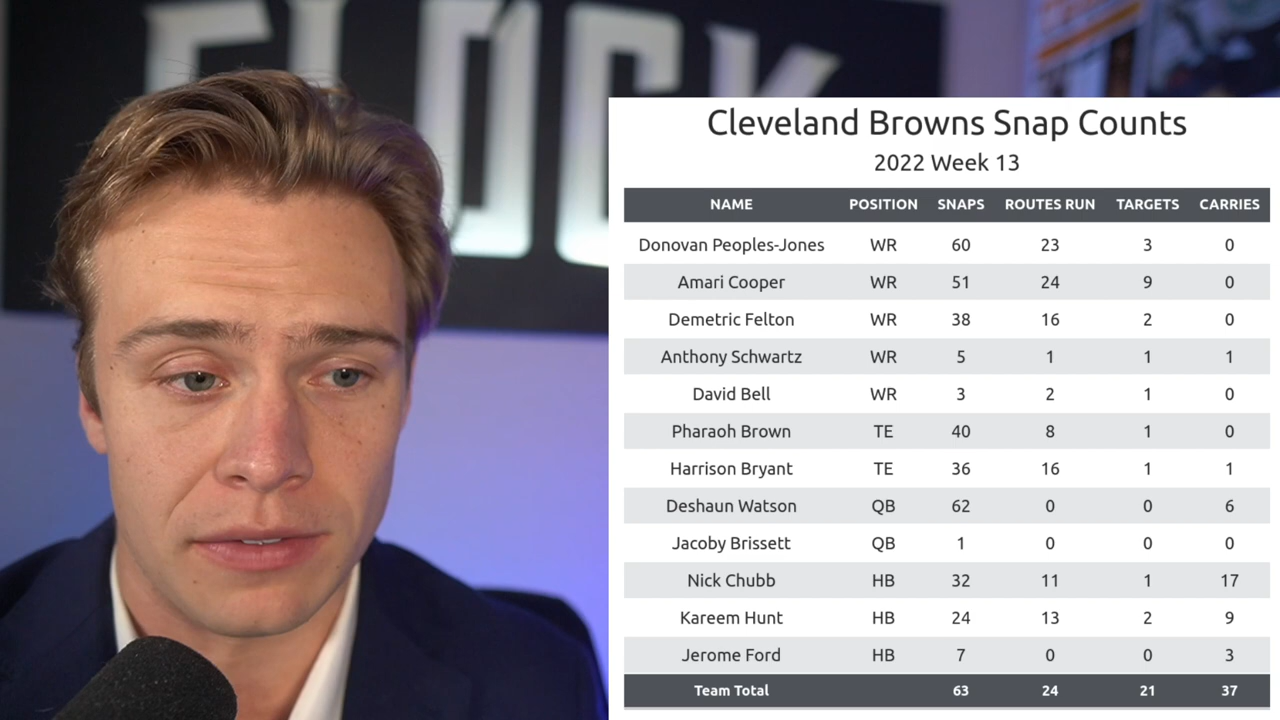 FLOCK
Cleveland Browns Snap Counts
2022 Week 13
NAME POSITION SNAPS ROUTES RUN TARGETS CARRIES
Donovan Peoples-Jones WR 60 23 3 0
Amari Cooper WR 51 24 9 0
Demetric Felton WR 38 16 2 0
Anthony Schwartz WR 5 1 1 1
David Bell WR 3 2 1 0
Pharaoh Brown TE 40 8 1 0
Harrison Bryant TE 36 16 1 1
Deshaun Watson QB 62 0 0 6
Jacoby Brissett QB 1 0 0 0
Nick Chubb HB 32 11 1 17
Kareem Hunt HB 24 13 2 9
Jerome Ford HB 7 0 0 3
Team Total 63 24 21 37